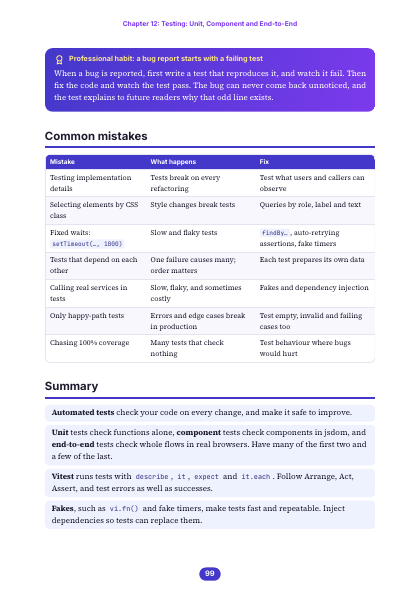 Chapter 12: Testing: Unit, Component and End-to-End
Professional habit: a bug report starts with a failing test
When a bug is reported, first write a test that reproduces it, and watch it fail. Then
fix the code and watch the test pass. The bug can never come back unnoticed, and
the test explains to future readers why that odd line exists.
Common mistakes
Mistake What happens Fix
Testing implementation details Tests break on every refactoring Test what users and callers can observe
Selecting elements by CSS class Style changes break tests Queries by role, label and text
Fixed waits: setTimeout(…, 1000) Slow and flaky tests findBy…, auto-retrying assertions, fake timers
Tests that depend on each other One failure causes many; order matters Each test prepares its own data
Calling real services in tests Slow, flaky, and sometimes costly Fakes and dependency injection
Only happy-path tests Errors and edge cases break in production Test empty, invalid and failing cases too
Chasing 100% coverage Many tests that check nothing Test behaviour where bugs would hurt
Summary
Automated tests check your code on every change, and make it safe to improve.
Unit tests check functions alone, component tests check components in jsdom, and
end-to-end tests check whole flows in real browsers. Have many of the first two and
a few of the last.
Vitest runs tests with describe, it, expect and it.each. Follow Arrange, Act,
Assert, and test errors as well as successes.
Fakes, such as vi.fn() and fake timers, make tests fast and repeatable. Inject
dependencies so tests can replace them.
99